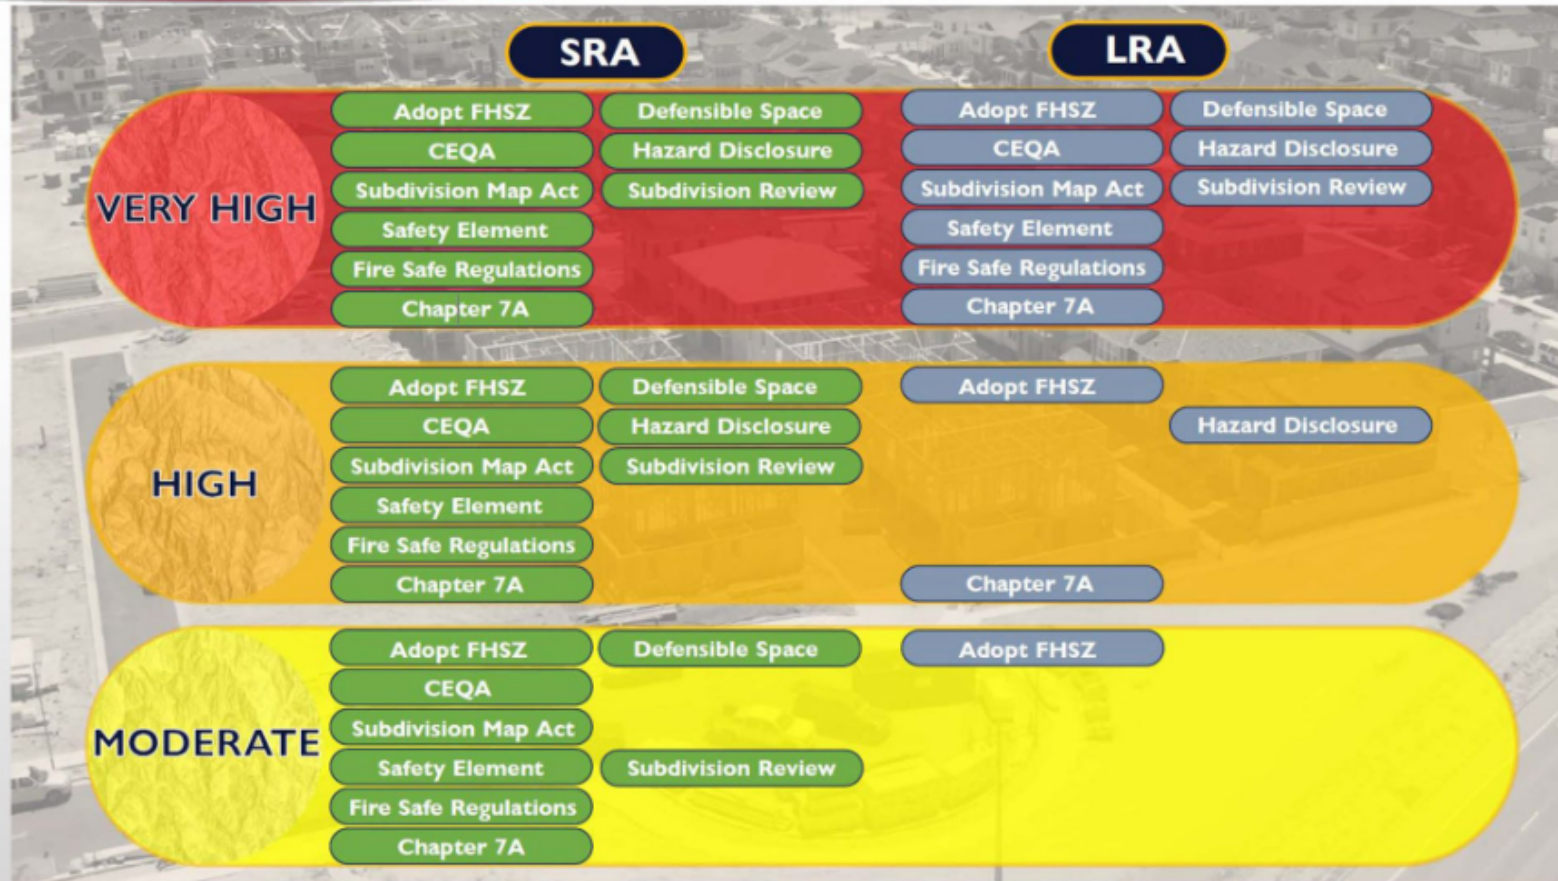 SRA LRA
Adopt FHSZ Defensible Space Adopt FHSZ Defensible Space
CEQA Hazard Disclosure CEQA Hazard Disclosure
Subdivision Map Act Subdivision Review Subdivision Map Act Subdivision Review
VERY HIGH
Safety Element Safety Element
Fire Safe Regulations Fire Safe Regulations
Chapter 7A Chapter 7A
Adopt FHSZ Defensible Space Adopt FHSZ
CEQA Hazard Disclosure Hazard Disclosure
Subdivision Map Act Subdivision Review
HIGH
Safety Element
Fire Safe Regulations
Chapter 7A Chapter 7A
Adopt FHSZ Defensible Space Adopt FHSZ
CEQA
Subdivision Map Act
MODERATE
Safety Element Subdivision Review
Fire Safe Regulations
Chapter 7A